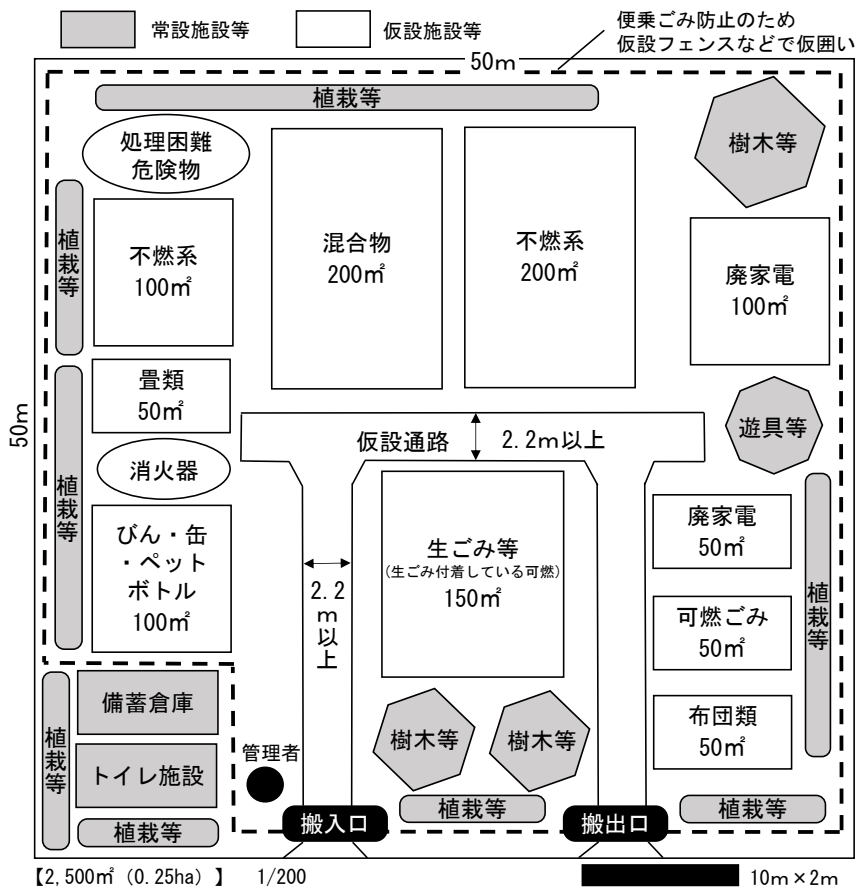 常設施設等
仮設施設等
便乗ごみ防止のため
仮設フェンスなどで仮囲い
50m
植栽等
処理困難
危険物
樹木等
植栽等
不燃系
100㎡
混合物
200㎡
不燃系
200㎡
廃家電
100㎡
畳類
50㎡
50m
植栽等
仮設通路
2.2m以上
遊具等
消火器
びん・缶
・ペット
ボトル
100㎡
2.2
m
以
上
生ごみ等
(生ごみ付着している可燃)
150㎡
廃家電
50㎡
植栽等
可燃ごみ
50㎡
布団類
50㎡
植栽等
備蓄倉庫
トイレ施設
植栽等
管理者
樹木等
樹木等
植栽等
植栽等
搬入口
搬出口
【2,500㎡（0.25ha）】 1/200
10m×2m